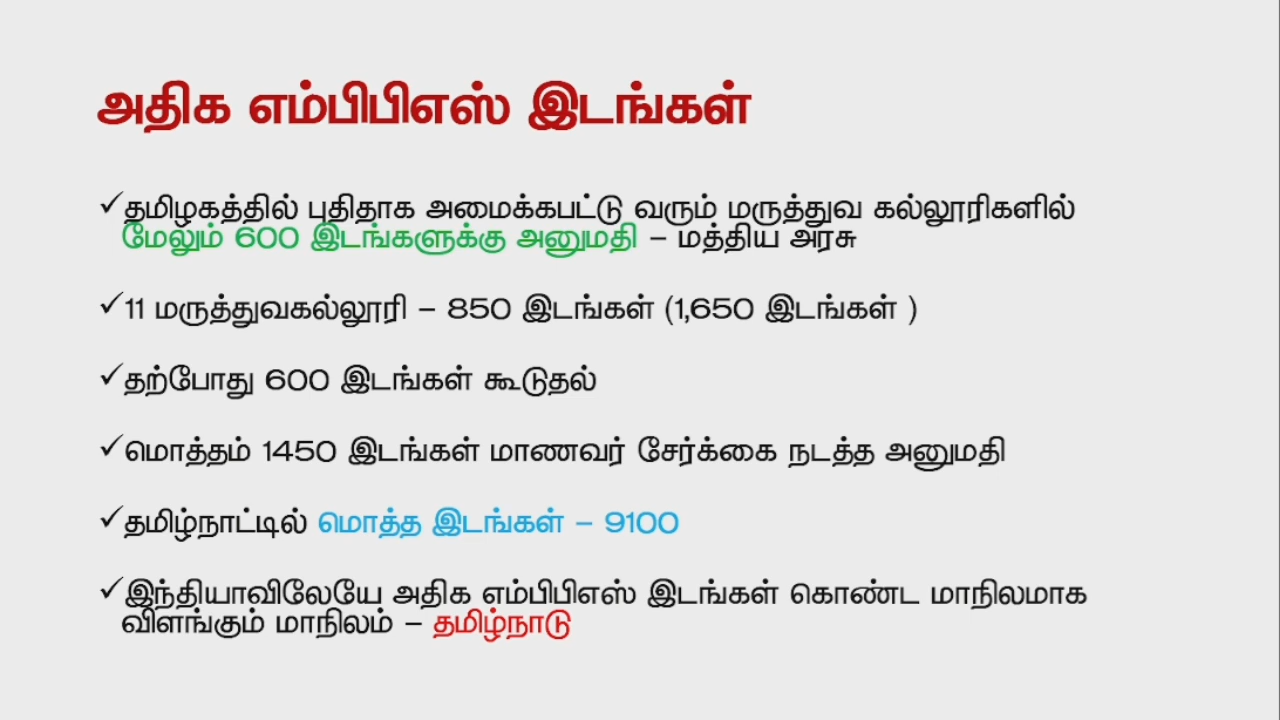 அதிக எம்பிபிஎஸ் இடங்கள்
✓தமிழகத்தில் புதிதாக அமைக்கபட்டு வரும் மருத்துவ கல்லூரிகளில்
மேலும் 600 இடங்களுக்கு அனுமதி – மத்திய அரசு
✓11 மருத்துவகல்லூரி – 850 இடங்கள் (1,650 இடங்கள் )
✓தற்போது 600 இடங்கள் கூடுதல்
✓மொத்தம் 1450 இடங்கள் மாணவர் சேர்க்கை நடத்த அனுமதி
✓தமிழ்நாட்டில் மொத்த இடங்கள் – 9100
✓இந்தியாவிலேயே அதிக எம்பிபிஎஸ் இடங்கள் கொண்ட மாநிலமாக
விளங்கும் மாநிலம் – தமிழ்நாடு